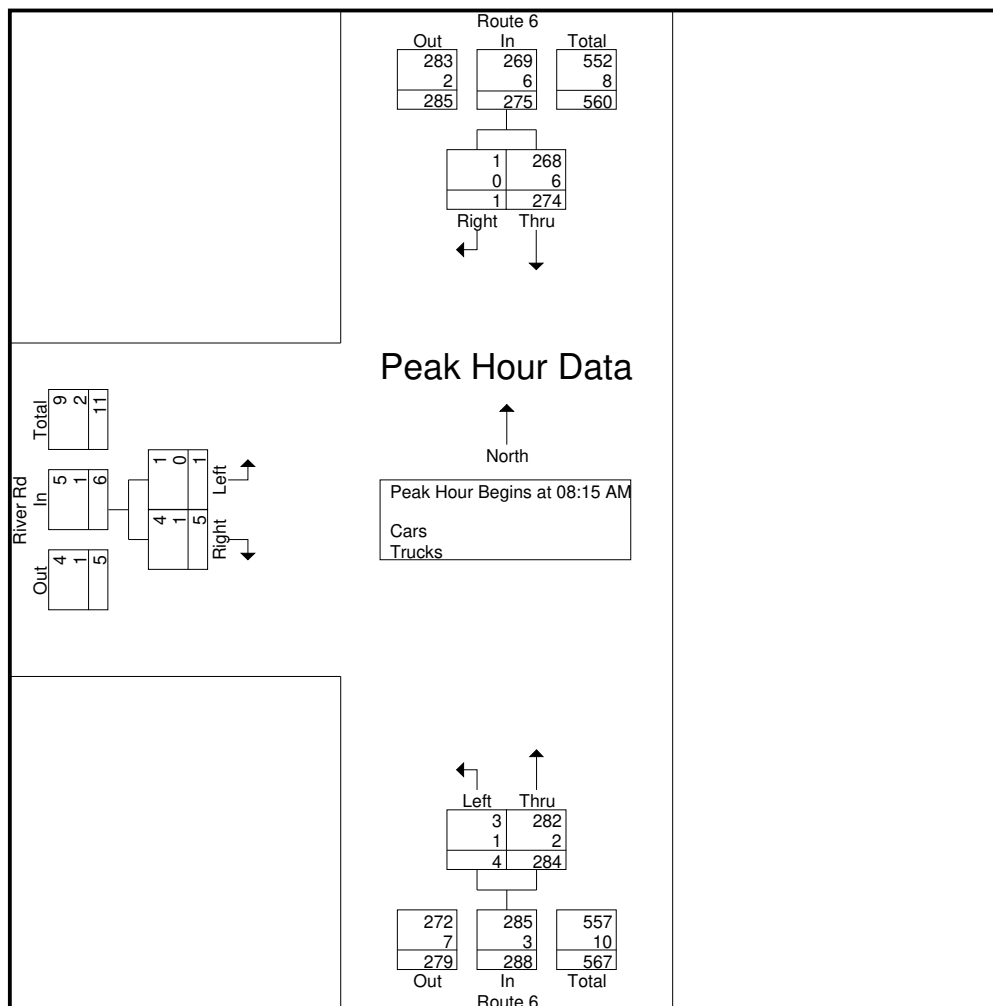 Route 6
Out In Total
283 269 552
2 6 8
285 275 560
1 268
0 6
1 274
Right Thru
Peak Hour Data
North
Peak Hour Begins at 08:15 AM
Cars
Trucks
River Rd
Out In Total
4 5 9
1 1 2
5 6 11
Right Left
4 1
1 0
5 1
Left Thru
3 282
1 2
4 284
272 285 557
7 3 10
279 288 567
Out In Total
Route 6